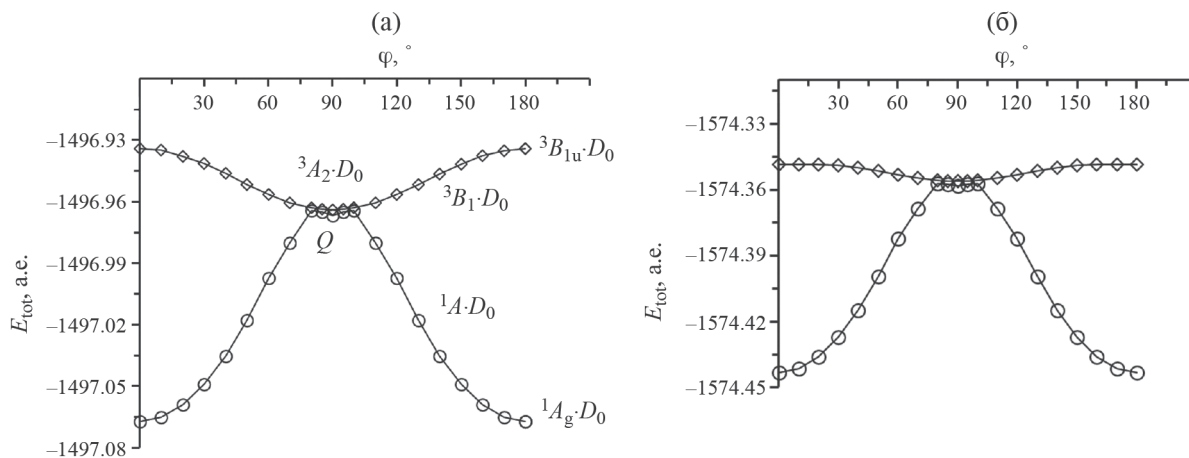 (а)
φ, °
30 60 90 120 150 180
–1496.93
–1496.96
–1496.99
–1497.02
–1497.05
–1497.08
E_tot, а.е.
³B₁ᵤ·D₀
³A₂·D₀
³B₁·D₀
Q
¹A·D₀
¹A_g·D₀
(б)
φ, °
30 60 90 120 150 180
–1574.33
–1574.36
–1574.39
–1574.42
–1574.45
E_tot, а.е.